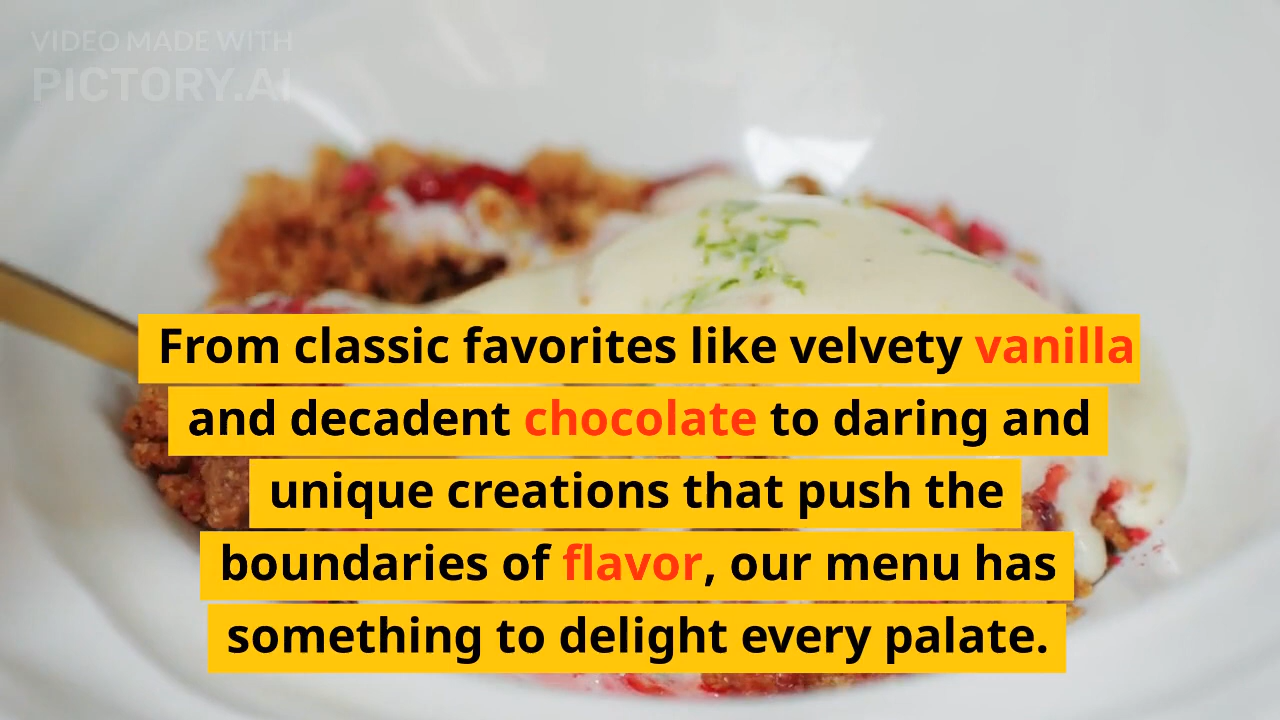 VIDEO MADE WITH
PICTORY.AI
From classic favorites like velvety vanilla
and decadent chocolate to daring and
unique creations that push the
boundaries of flavor, our menu has
something to delight every palate.